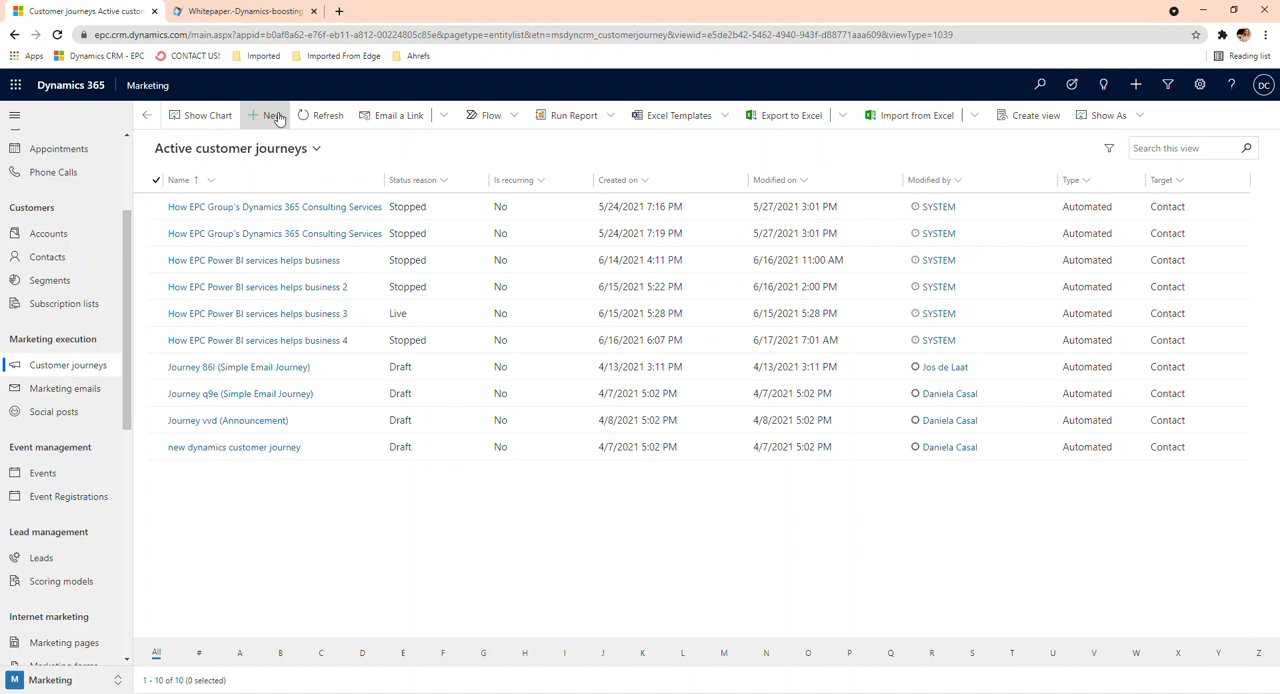 Customer journeys Active custom
Whitepaper.-Dynamics-boosting
epc.crm.dynamics.com/main.aspx?appid=b0af8a62-e76f-eb11-a812-00224805c85e&pagetype=entitylist&etn=msdyncrm_customerjourney&viewid=e5de2b42-5462-4940-943f-d88771aaa609&viewType=1039
Apps Dynamics CRM - EPC CONTACT US! Imported Imported From Edge Ahrefs Reading list
Dynamics 365 Marketing DC
Show Chart New Refresh Email a Link Flow Run Report Excel Templates Export to Excel Import from Excel Create view Show As
Appointments
Phone Calls
Customers
Accounts
Contacts
Segments
Subscription lists
Marketing execution
Customer journeys
Marketing emails
Social posts
Event management
Events
Event Registrations
Lead management
Leads
Scoring models
Internet marketing
Marketing pages
Marketing forms
M Marketing
Active customer journeys
Search this view
Name Status reason Is recurring Created on Modified on Modified by Type Target
How EPC Group's Dynamics 365 Consulting Services Stopped No 5/24/2021 7:16 PM 5/27/2021 3:01 PM SYSTEM Automated Contact
How EPC Group's Dynamics 365 Consulting Services Stopped No 5/24/2021 7:19 PM 5/27/2021 3:01 PM SYSTEM Automated Contact
How EPC Power BI services helps business Stopped No 6/14/2021 4:11 PM 6/16/2021 11:00 AM SYSTEM Automated Contact
How EPC Power BI services helps business 2 Stopped No 6/15/2021 5:22 PM 6/16/2021 2:00 PM SYSTEM Automated Contact
How EPC Power BI services helps business 3 Live No 6/15/2021 5:28 PM 6/15/2021 5:28 PM SYSTEM Automated Contact
How EPC Power BI services helps business 4 Stopped No 6/16/2021 6:07 PM 6/17/2021 7:01 AM SYSTEM Automated Contact
Journey 86l (Simple Email Journey) Draft No 4/13/2021 3:11 PM 4/13/2021 3:11 PM Jos de Laat Automated Contact
Journey q9e (Simple Email Journey) Draft No 4/7/2021 5:02 PM 4/7/2021 5:02 PM Daniela Casal Automated Contact
Journey vvd (Announcement) Draft No 4/8/2021 5:02 PM 4/8/2021 5:02 PM Daniela Casal Automated Contact
new dynamics customer journey Draft No 4/7/2021 5:02 PM 4/7/2021 5:02 PM Daniela Casal Automated Contact
All # A B C D E F G H I J K L M N O P Q R S T U V W X Y Z
1 - 10 of 10 (0 selected)